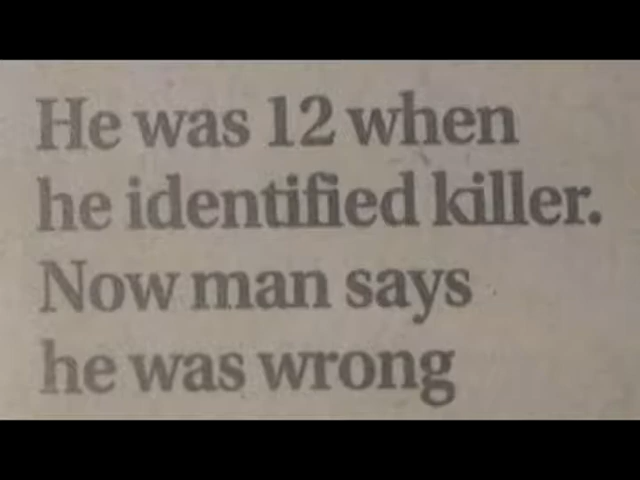 He was 12 when
he identified killer.
Now man says
he was wrong